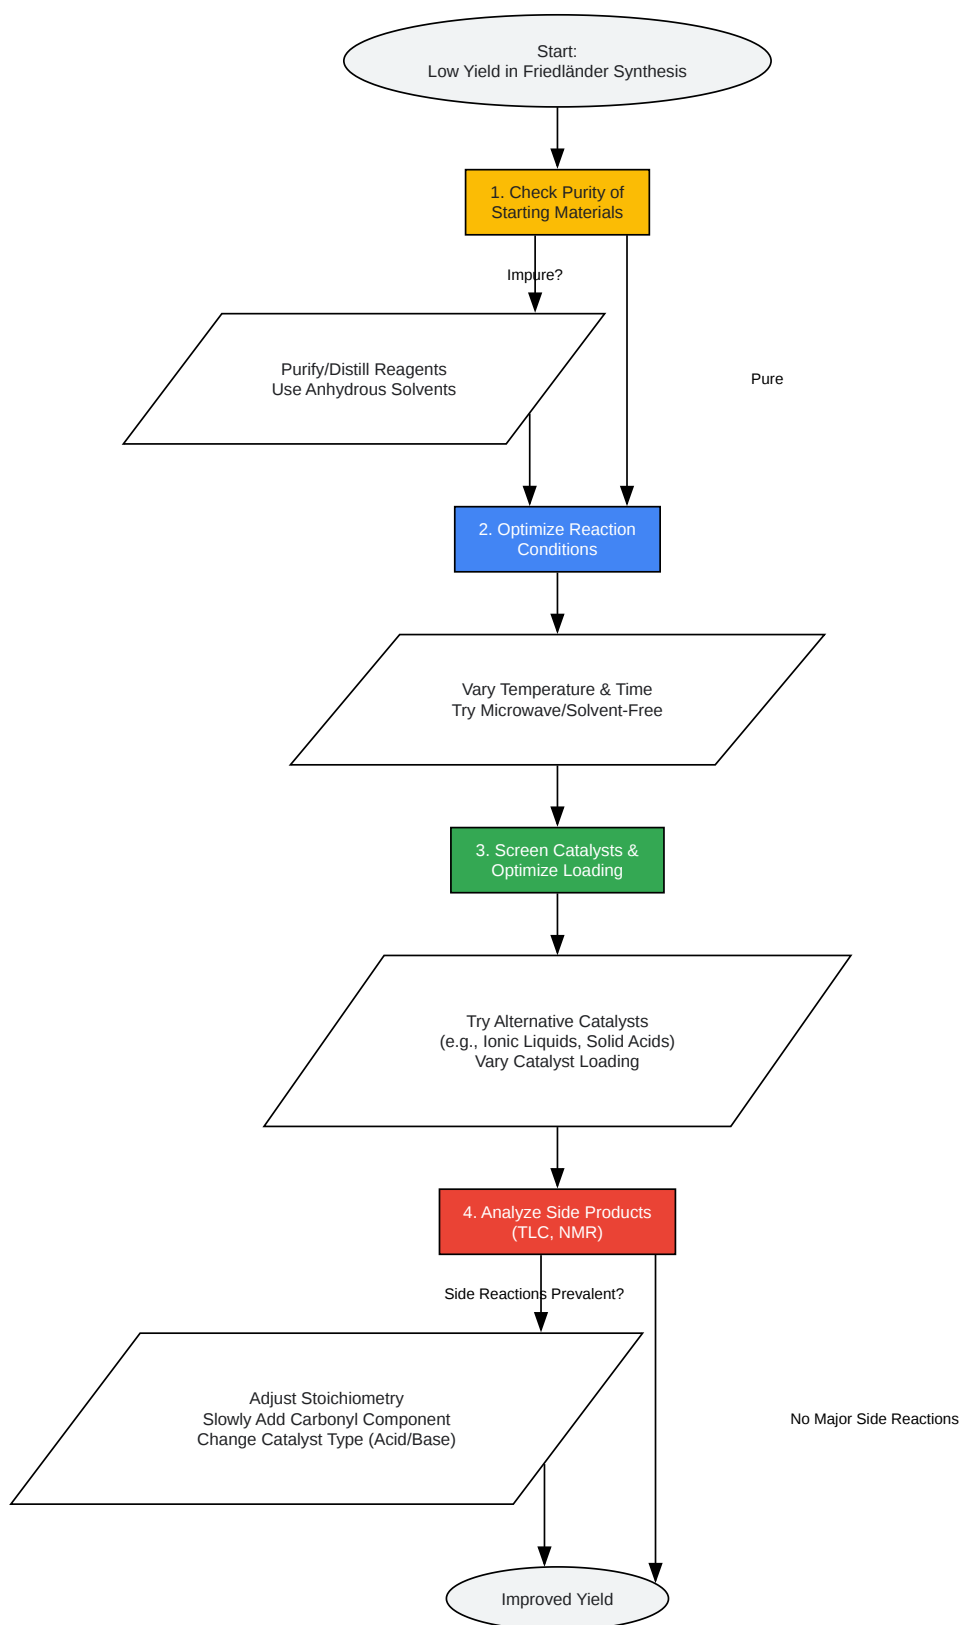 Start:
Low Yield in Friedländer Synthesis
1. Check Purity of
Starting Materials
Impure?
Purify/Distill Reagents
Use Anhydrous Solvents
Pure
2. Optimize Reaction
Conditions
Vary Temperature & Time
Try Microwave/Solvent-Free
3. Screen Catalysts &
Optimize Loading
Try Alternative Catalysts
(e.g., Ionic Liquids, Solid Acids)
Vary Catalyst Loading
4. Analyze Side Products
(TLC, NMR)
Side Reactions Prevalent?
Adjust Stoichiometry
Slowly Add Carbonyl Component
Change Catalyst Type (Acid/Base)
No Major Side Reactions
Improved Yield